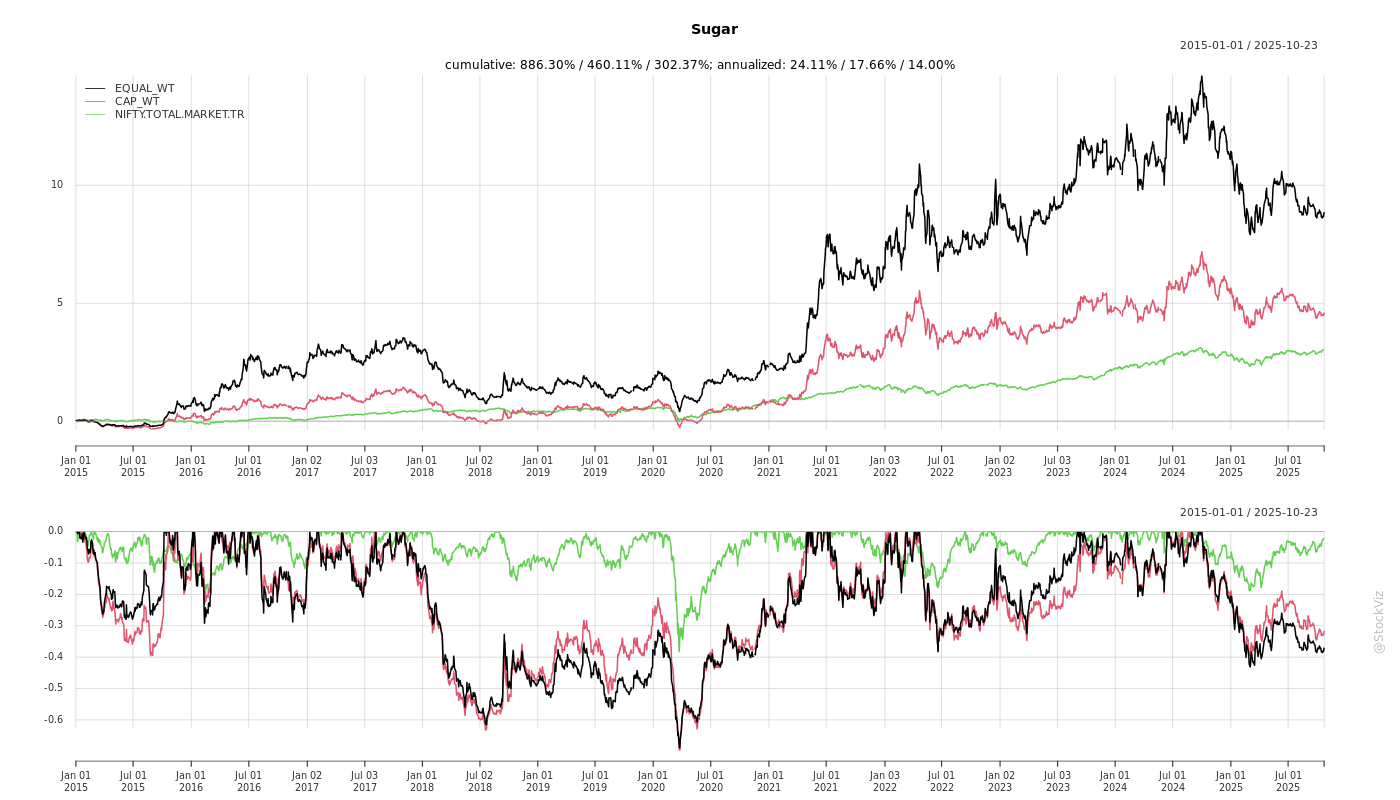 Sugar
2015-01-01 / 2025-10-23
cumulative: 886.30% / 460.11% / 302.37%; annualized: 24.11% / 17.66% / 14.00%
EQUAL_WT
CAP_WT
NIFTY.TOTAL.MARKET.TR
10
5
0
Jan 01 Jul 01 Jan 01 Jul 01 Jan 02 Jul 03 Jan 01 Jul 02 Jan 01 Jul 01 Jan 01 Jul 01 Jan 01 Jul 01 Jan 03 Jul 01 Jan 02 Jul 03 Jan 01 Jul 01 Jan 01 Jul 01
2015 2015 2016 2016 2017 2017 2018 2018 2019 2019 2020 2020 2021 2021 2022 2022 2023 2023 2024 2024 2025 2025
2015-01-01 / 2025-10-23
0.0
-0.1
-0.2
-0.3
-0.4
-0.5
-0.6
Jan 01 Jul 01 Jan 01 Jul 01 Jan 02 Jul 03 Jan 01 Jul 02 Jan 01 Jul 01 Jan 01 Jul 01 Jan 01 Jul 01 Jan 03 Jul 01 Jan 02 Jul 03 Jan 01 Jul 01 Jan 01 Jul 01
2015 2015 2016 2016 2017 2017 2018 2018 2019 2019 2020 2020 2021 2021 2022 2022 2023 2023 2024 2024 2025 2025
@StockViz